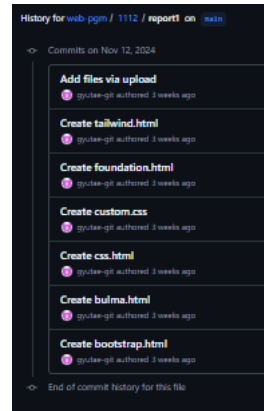 History for web-pgm / 1112 / report1 on main
Commits on Nov 12, 2024
Add files via upload
gyutae-git authored 3 weeks ago
Create tailwind.html
gyutae-git authored 3 weeks ago
Create foundation.html
gyutae-git authored 3 weeks ago
Create custom.css
gyutae-git authored 3 weeks ago
Create css.html
gyutae-git authored 3 weeks ago
Create bulma.html
gyutae-git authored 3 weeks ago
Create bootstrap.html
gyutae-git authored 3 weeks ago
End of commit history for this file